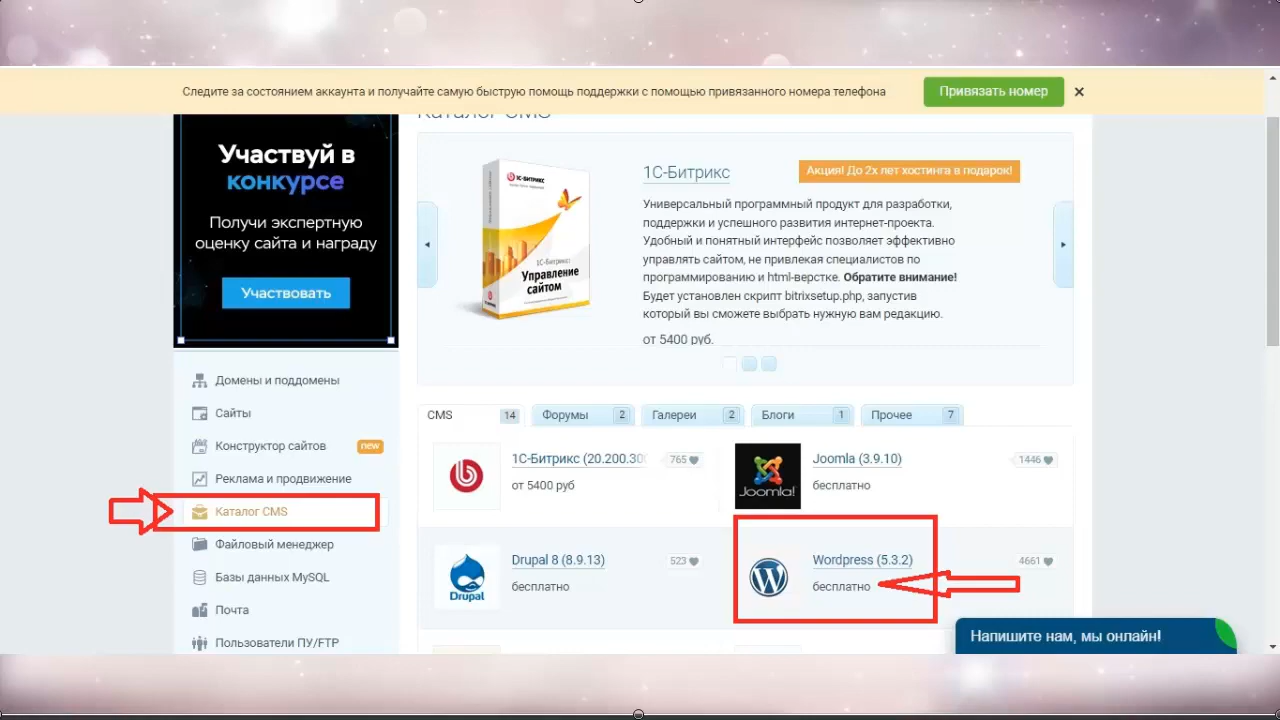 Следите за состоянием аккаунта и получайте самую быструю помощь поддержки с помощью привязанного номера телефона
Привязать номер
Каталог CMS
Участвуй в
конкурсе
Получи экспертную
оценку сайта и награду
Участвовать
1С-БИТРИКС
1С-Битрикс:
Управление
сайтом
1С-Битрикс
Акция! До 2х лет хостинга в подарок!
Универсальный программный продукт для разработки,
поддержки и успешного развития интернет-проекта.
Удобный и понятный интерфейс позволяет эффективно
управлять сайтом, не привлекая специалистов по
программированию и html-верстке. Обратите внимание!
Будет установлен скрипт bitrixsetup.php, запустив
который вы сможете выбрать нужную вам редакцию.
от 5400 руб.
Домены и поддомены
Сайты
Конструктор сайтов new
Реклама и продвижение
Каталог CMS
Файловый менеджер
Базы данных MySQL
Почта
Пользователи ПУ/FTP
CMS 14 Форумы 2 Галереи 2 Блоги 1 Прочее 7
1С-Битрикс (20.200.300 765
от 5400 руб
Joomla!
Joomla (3.9.10) 1446
бесплатно
Drupal
Drupal 8 (8.9.13) 523
бесплатно
Wordpress (5.3.2) 4661
бесплатно
Напишите нам, мы онлайн!